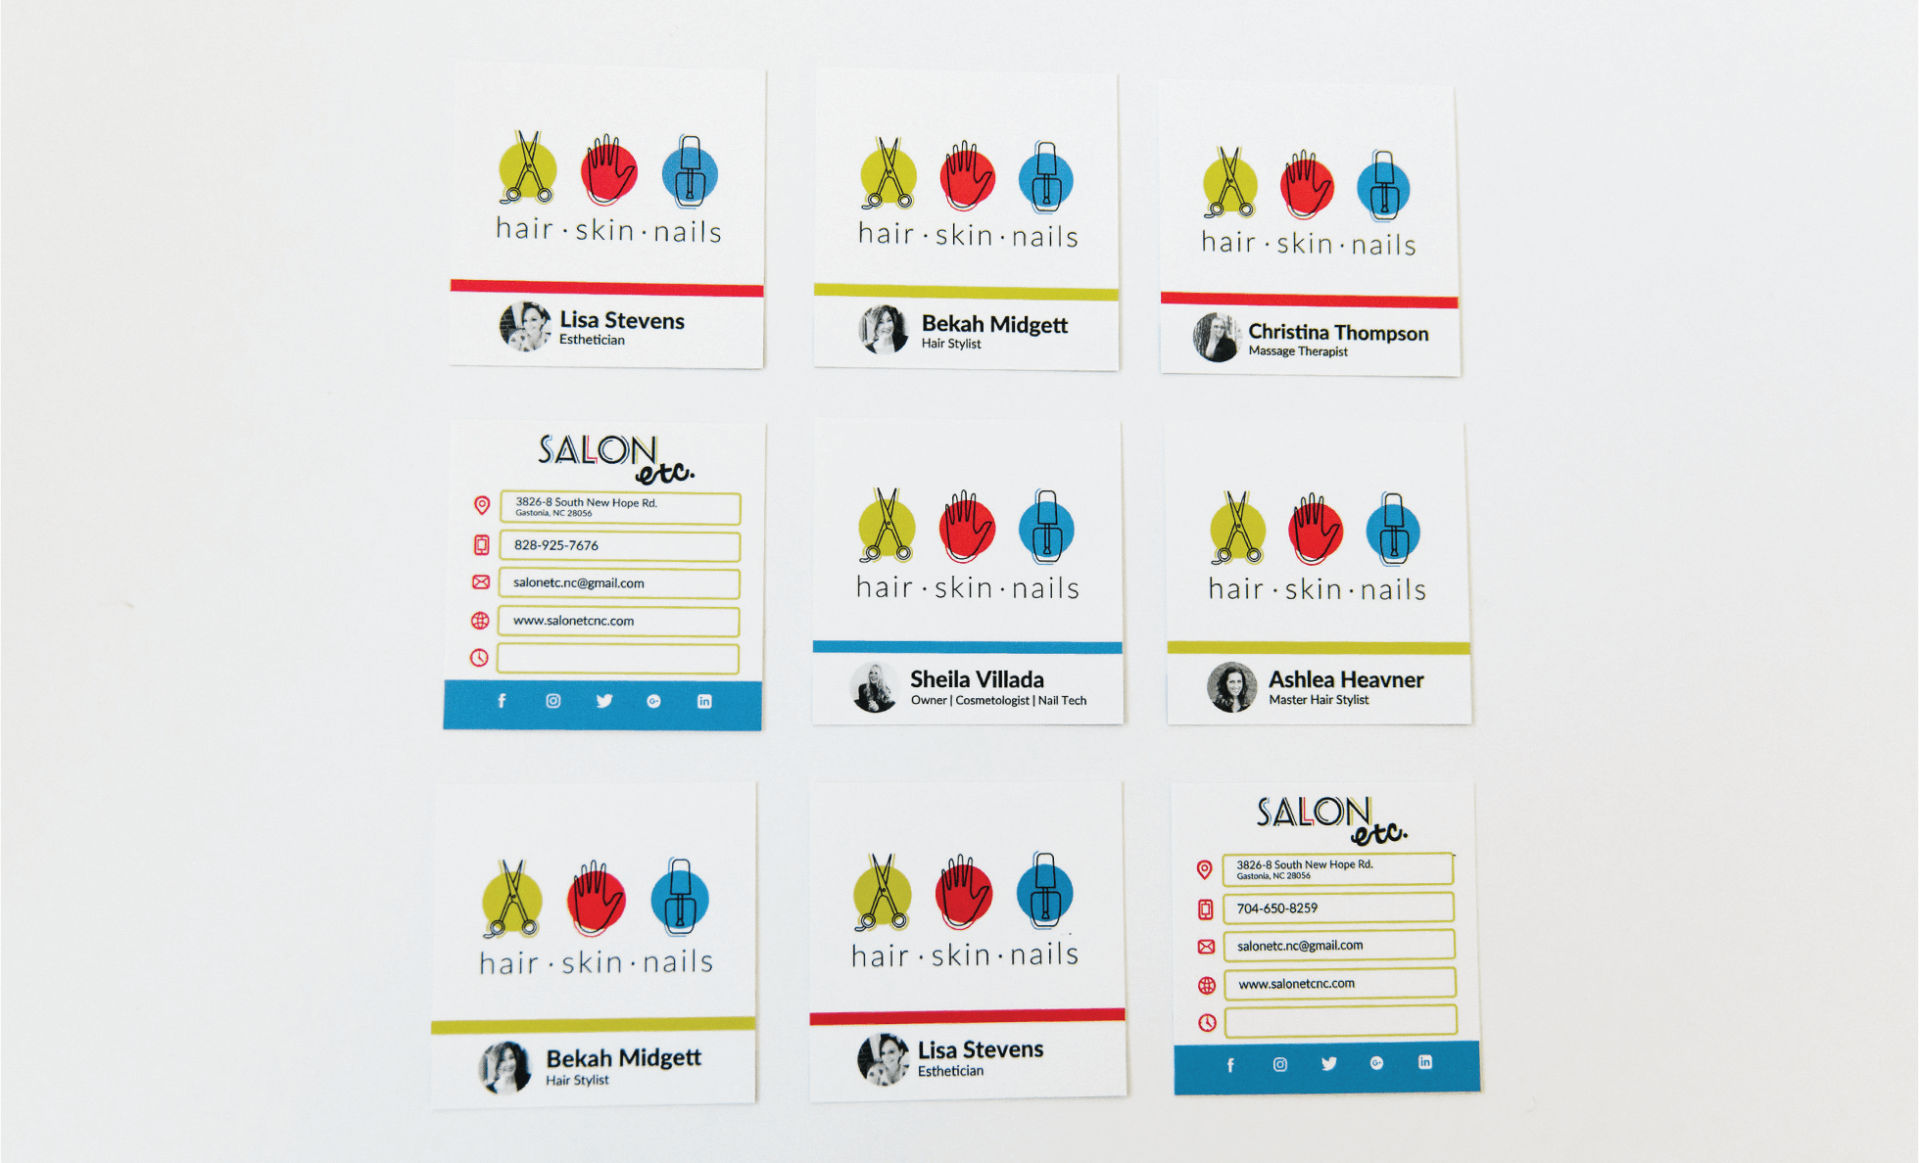 hair · skin · nails
Lisa Stevens
Esthetician
hair · skin · nails
Bekah Midgett
Hair Stylist
hair · skin · nails
Christina Thompson
Massage Therapist
SALON
etc.
3826-8 South New Hope Rd.
Gastonia, NC 28056
828-925-7676
salonetc.nc@gmail.com
www.salonetcnc.com
f
G+
in
hair · skin · nails
Sheila Villada
Owner | Cosmetologist | Nail Tech
hair · skin · nails
Ashlea Heavner
Master Hair Stylist
hair · skin · nails
Bekah Midgett
Hair Stylist
hair · skin · nails
Lisa Stevens
Esthetician
SALON
etc.
3826-8 South New Hope Rd.
Gastonia, NC 28056
704-650-8259
salonetc.nc@gmail.com
www.salonetcnc.com
f
G+
in